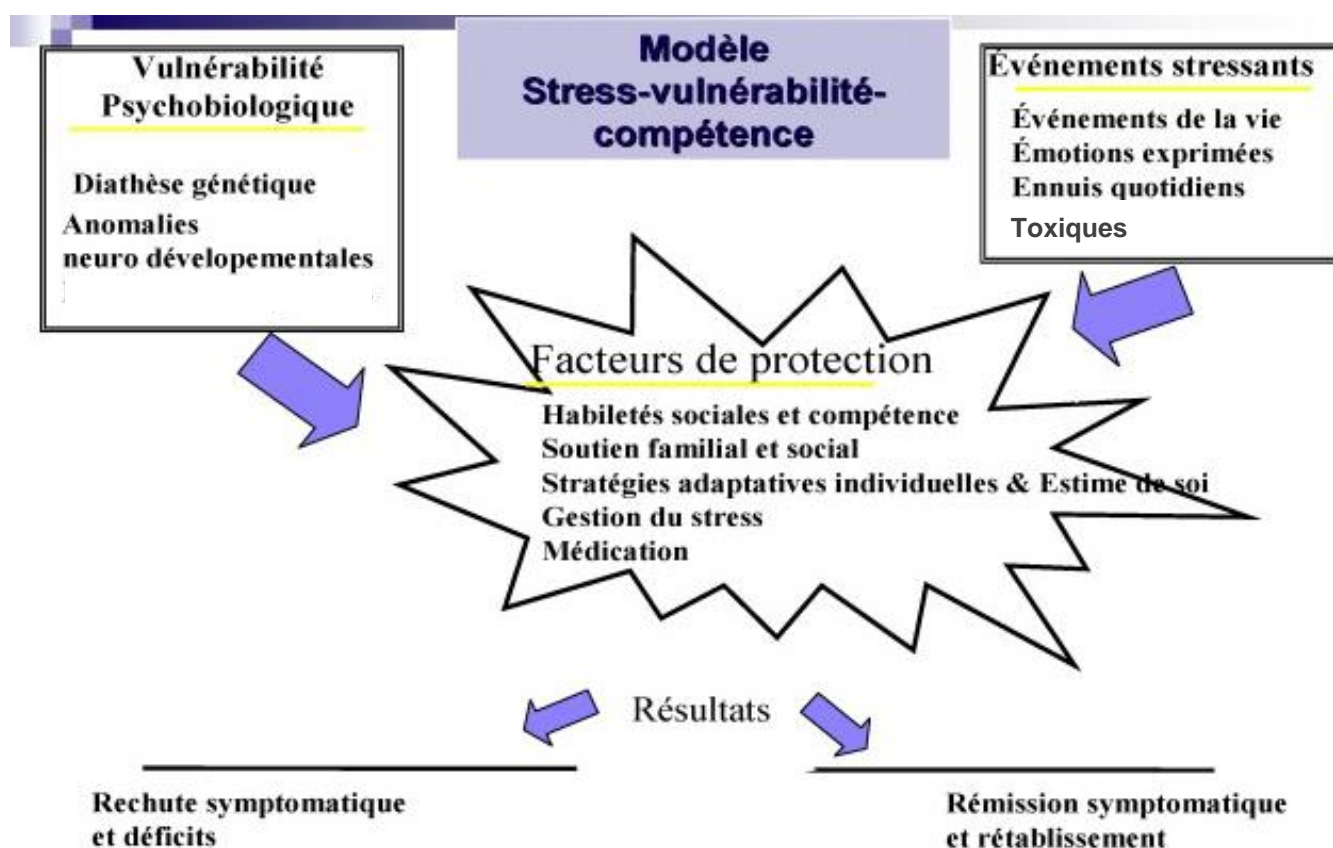 Modèle
Stress-vulnérabilité-
compétence
Vulnérabilité
Psychobiologique
Diathèse génétique
Anomalies
neuro dévelopementales
Événements stressants
Événements de la vie
Émotions exprimées
Ennuis quotidiens
Toxiques
Facteurs de protection
Habiletés sociales et compétence
Soutien familial et social
Stratégies adaptatives individuelles & Estime de soi
Gestion du stress
Médication
Résultats
Rechute symptomatique
et déficits
Rémission symptomatique
et rétablissement